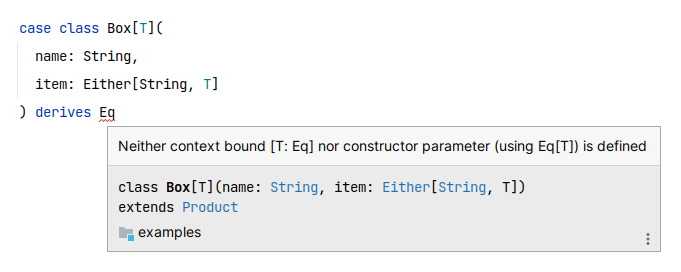 case class Box[T](
name: String,
item: Either[String, T]
) derives Eq
Neither context bound [T: Eq] nor constructor parameter (using Eq[T]) is defined
class Box[T](name: String, item: Either[String, T])
extends Product
examples